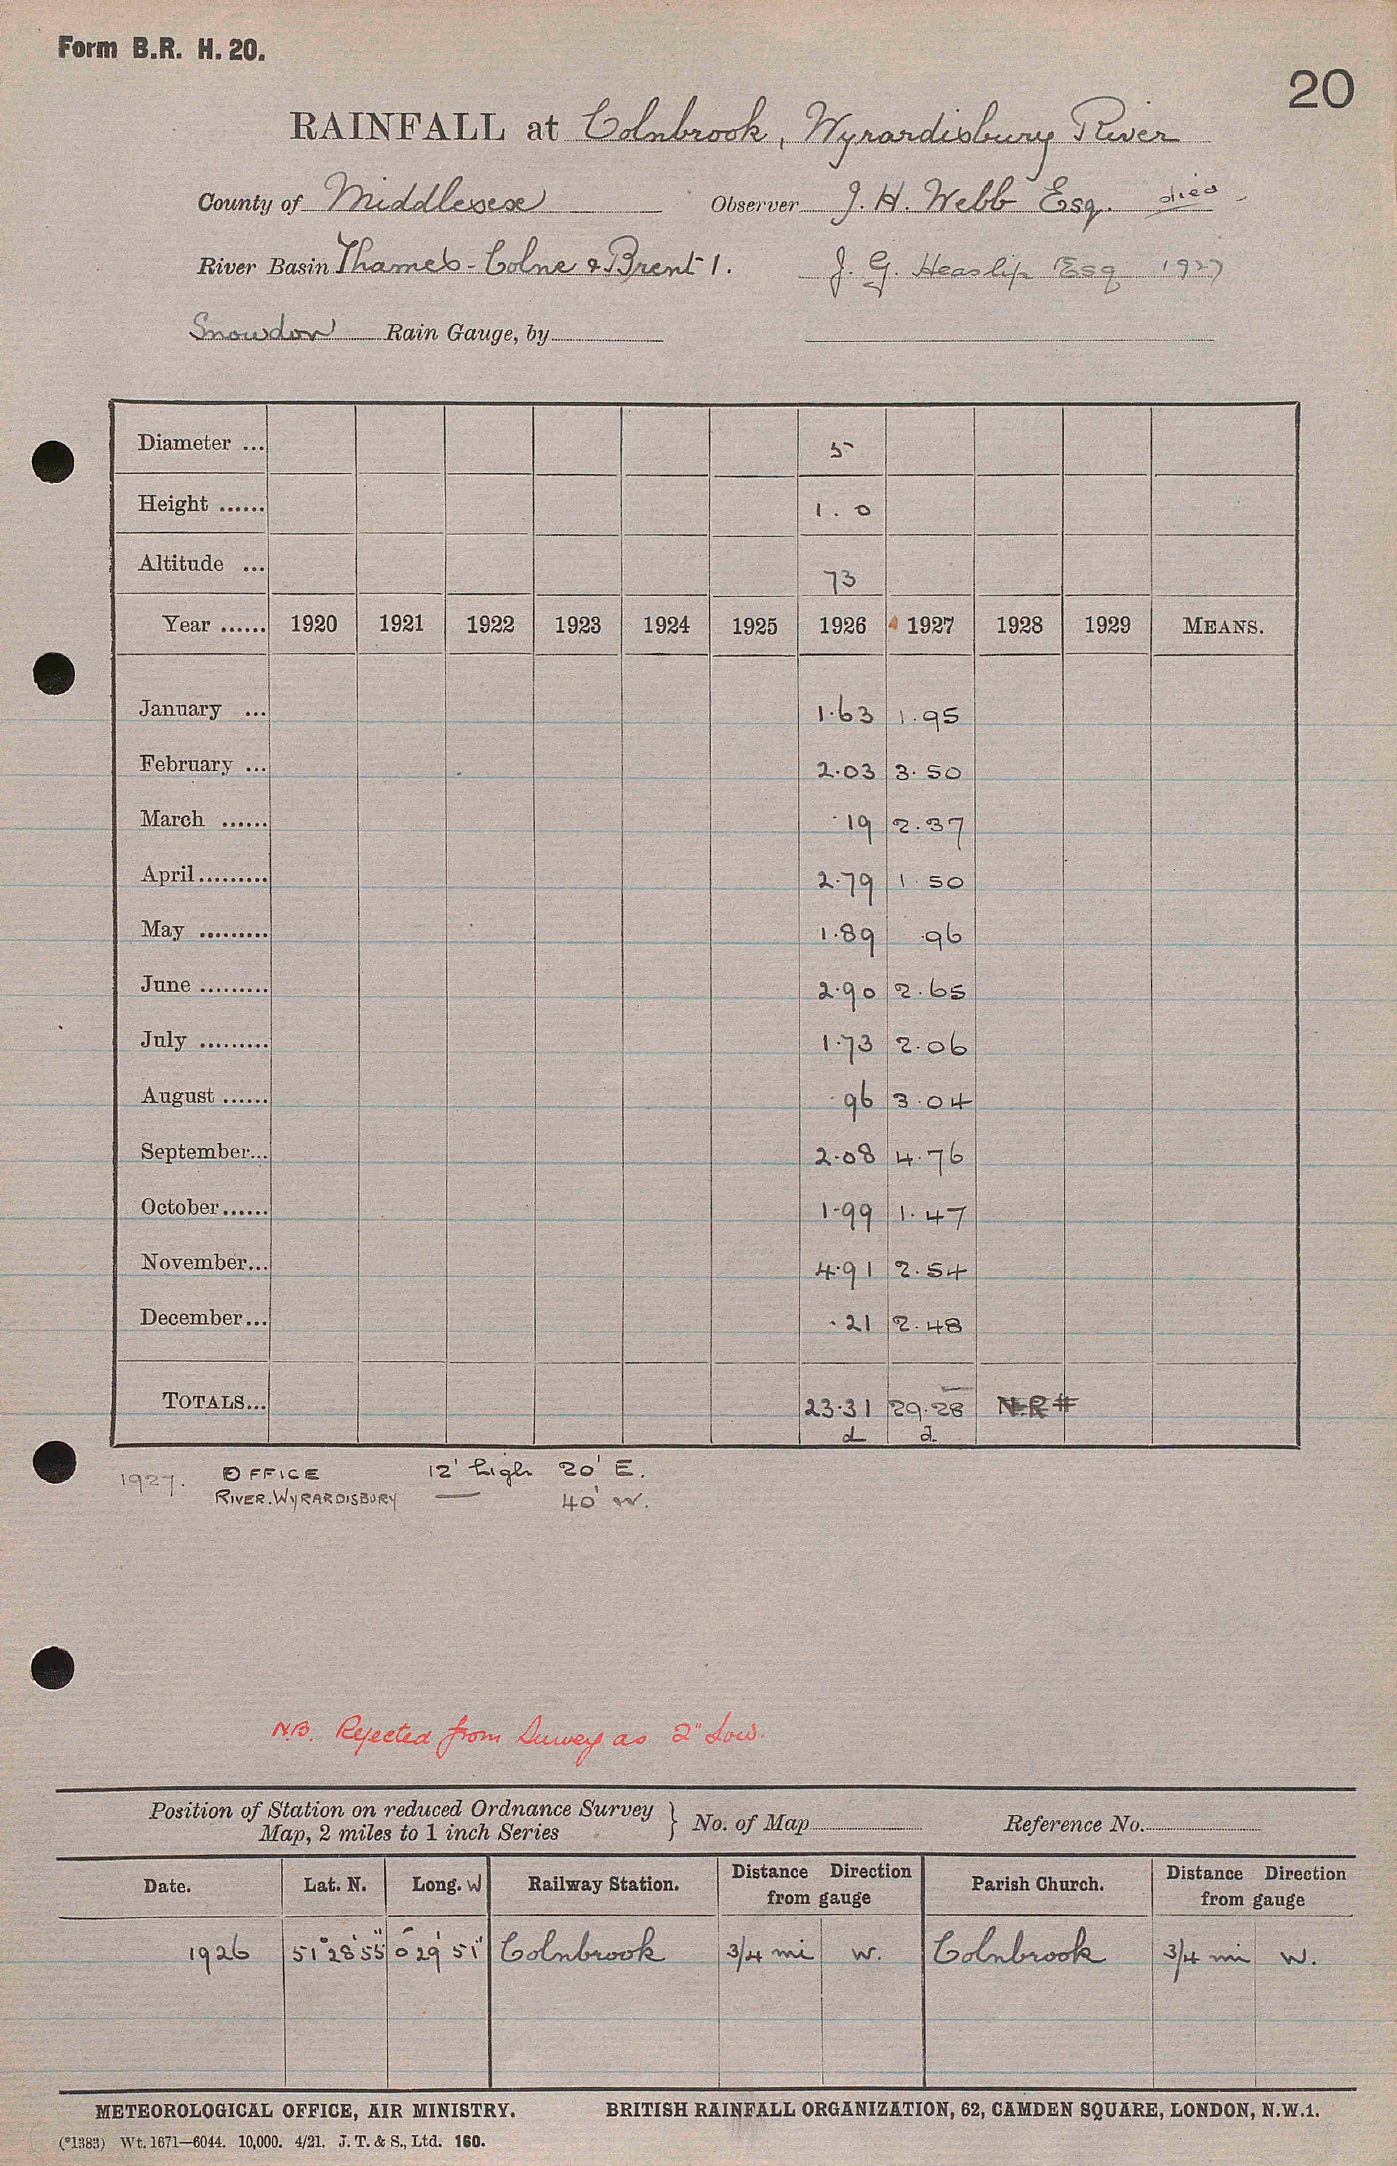 Form B.R. H. 20.
20
RAINFALL at Colnbrook, Wyrardisbury River
County of Middlesex Observer J. H. Webb Esq. died
River Basin Thames-Colne & Brent 1. J. G. Heaslip Esq 1927
Snowdon Rain Gauge, by
Diameter ... 5
Height ...... 1.0
Altitude ... 73
Year ...... 1920 1921 1922 1923 1924 1925 1926 1927 1928 1929 MEANS.
January ... 1.63 1.95
February ... 2.03 3.50
March ...... .19 2.37
April......... 2.79 1.50
May ......... 1.89 .96
June ......... 2.90 2.65
July ......... 1.73 2.06
August ...... .96 3.04
September... 2.08 4.76
October...... 1.99 1.47
November... 4.91 2.54
December... .21 2.48
TOTALS... 23.31 29.28 N.R #
d d
1927. OFFICE 12' high 20' E.
RIVER.WYRARDISBURY — 40' W.
N.B. Rejected from Survey as 2" Low.
Position of Station on reduced Ordnance Survey
Map, 2 miles to 1 inch Series } No. of Map Reference No.
Date. Lat. N. Long. W Railway Station. Distance Direction from gauge Parish Church. Distance Direction from gauge
1926 51° 28' 55" 0° 29' 51" Colnbrook 3/4 mi W. Colnbrook 3/4 mi W.
METEOROLOGICAL OFFICE, AIR MINISTRY. BRITISH RAINFALL ORGANIZATION, 62, CAMDEN SQUARE, LONDON, N.W.1.
(*1383) Wt. 1671—6044. 10,000. 4/21. J. T. & S., Ltd. 160.